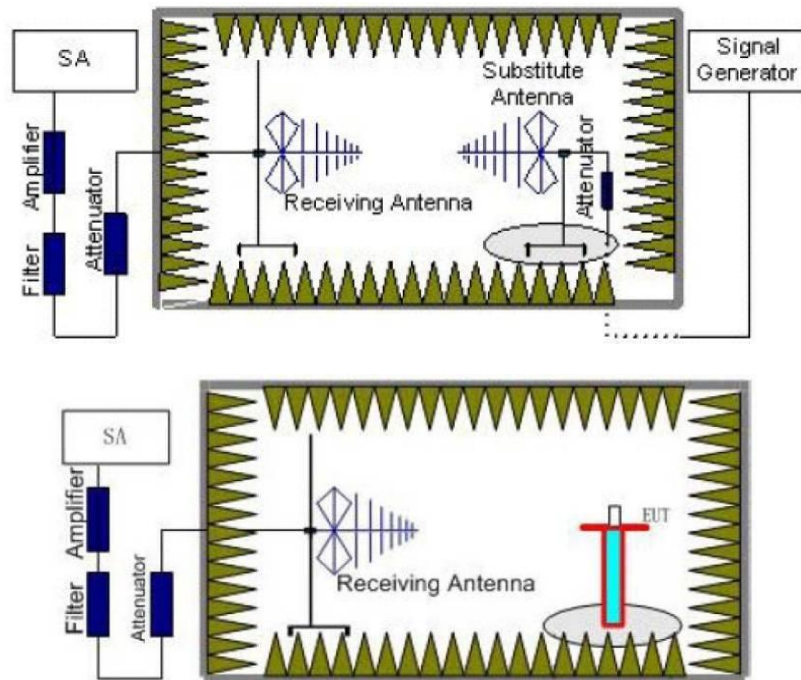 SA
Signal
Generator
Substitute
Antenna
Amplifier
Attenuator
Attenuator
Receiving Antenna
Filter
SA
Amplifier
EUT
Receiving Antenna
Filter
Attenuator